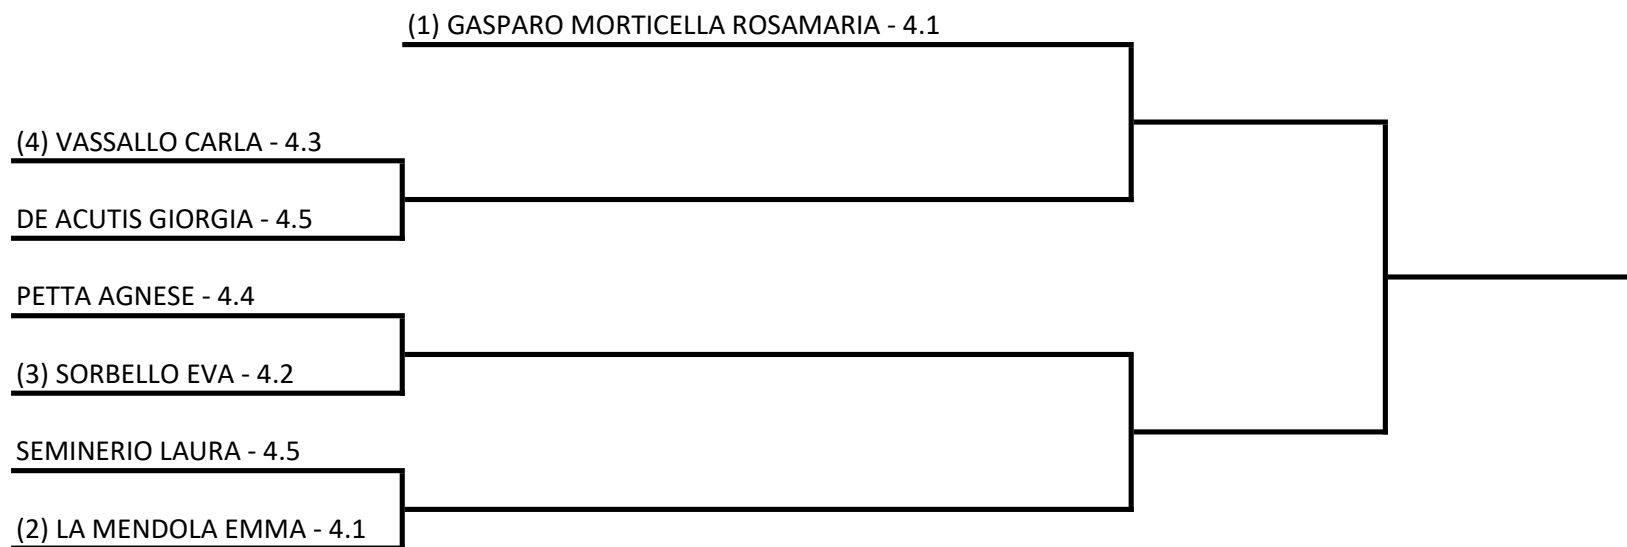 (1) GASPARO MORTICELLA ROSAMARIA - 4.1
(4) VASSALLO CARLA - 4.3
DE ACUTIS GIORGIA - 4.5
PETTA AGNESE - 4.4
(3) SORBELLO EVA - 4.2
SEMINERIO LAURA - 4.5
(2) LA MENDOLA EMMA - 4.1